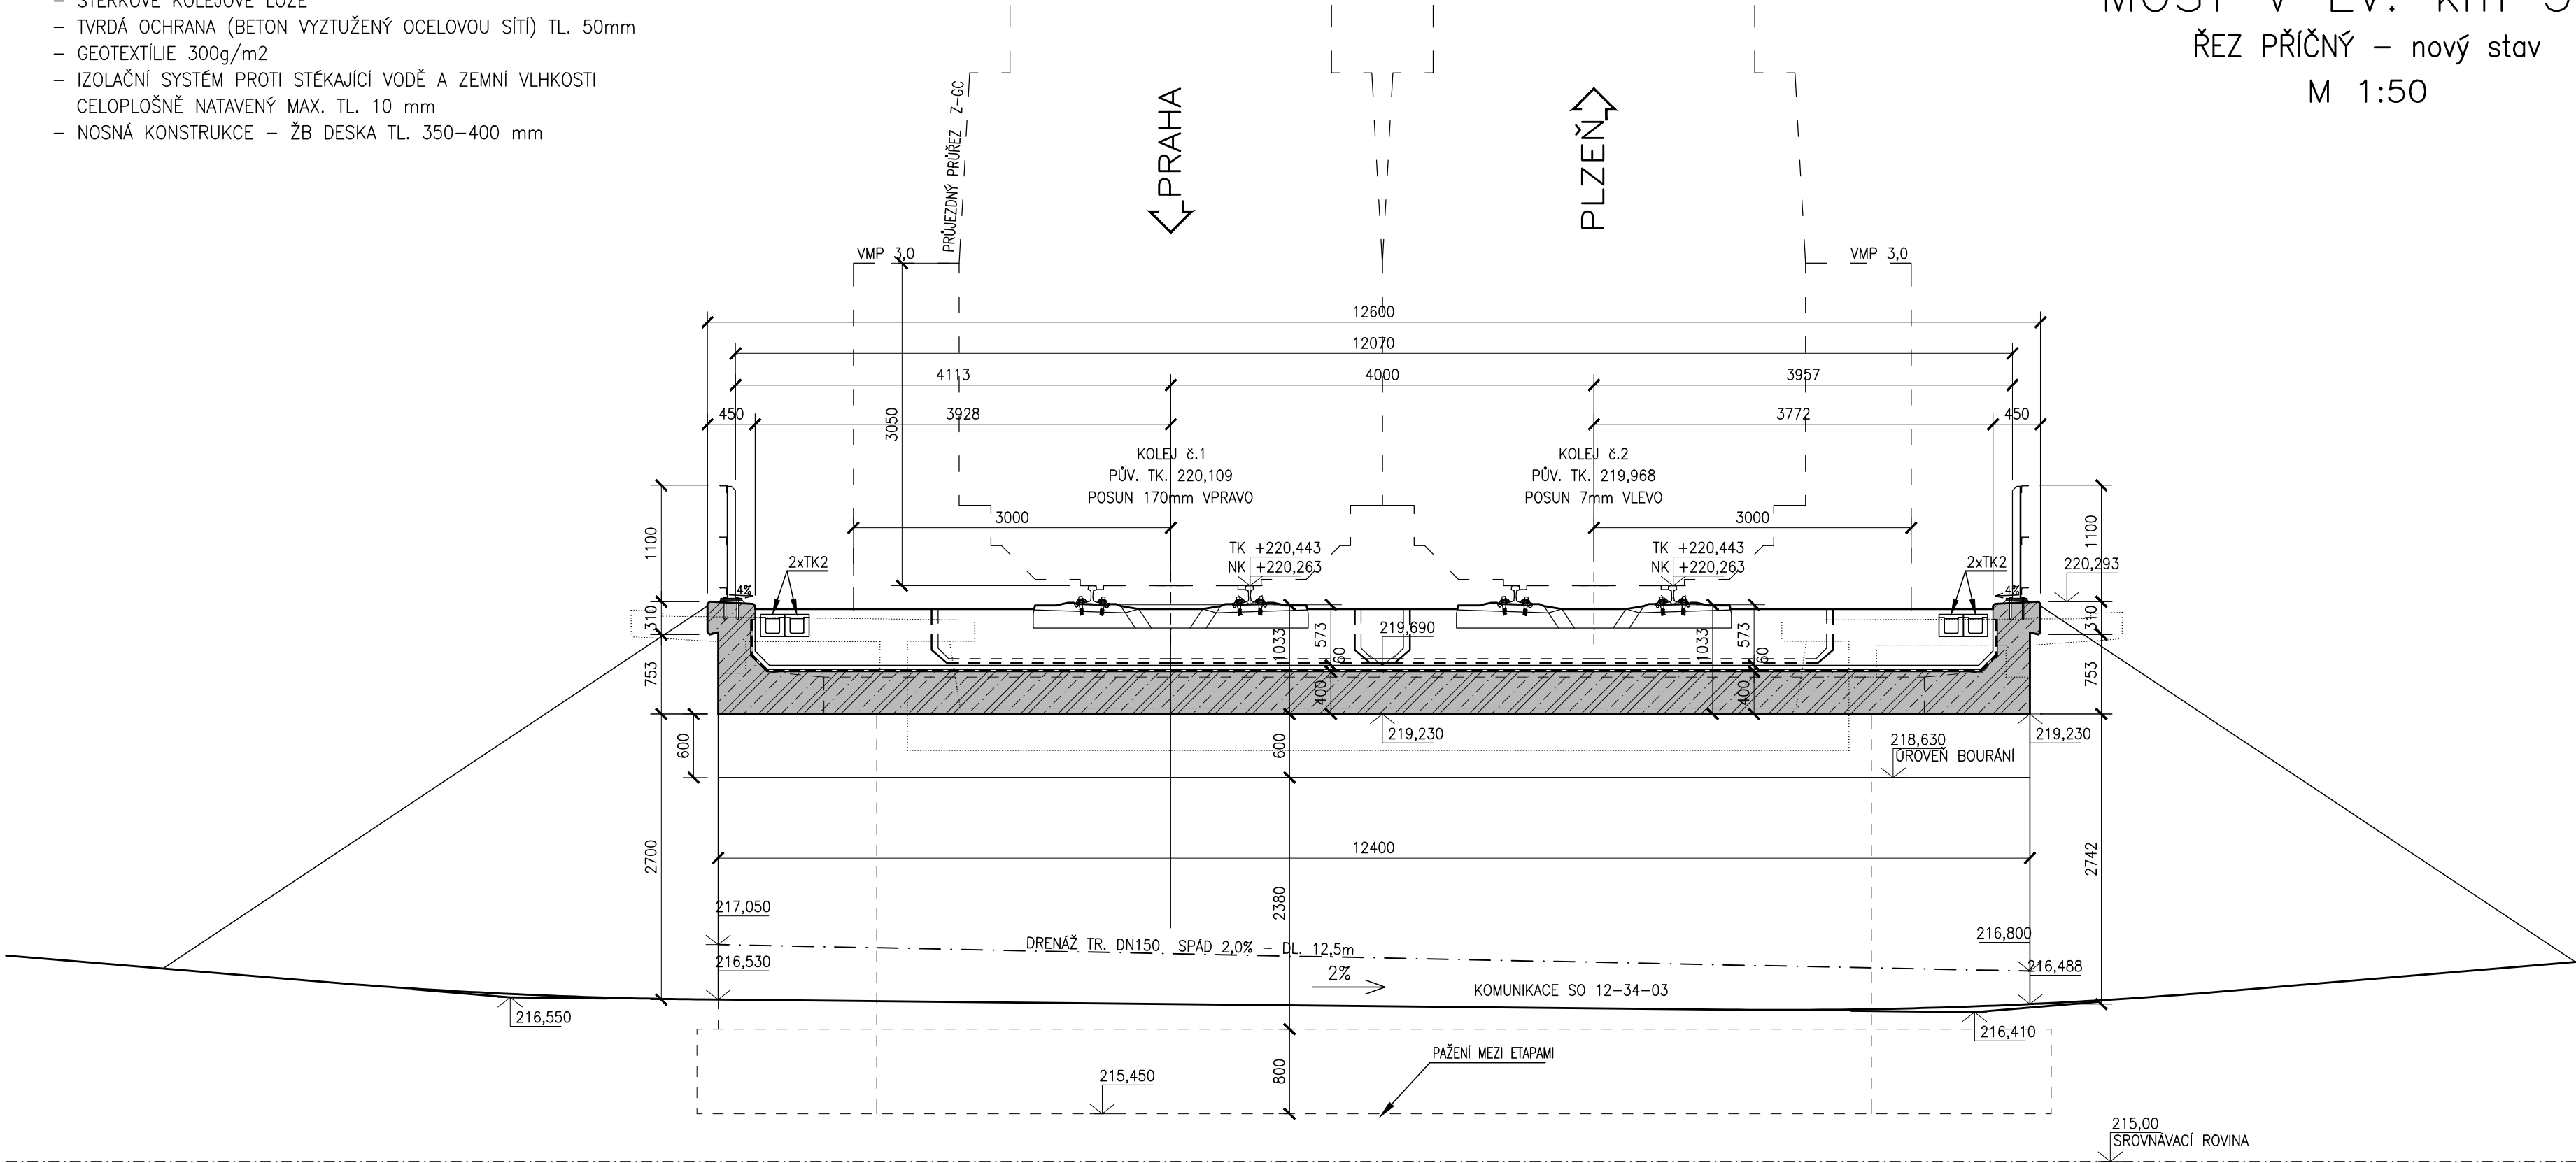 - ŠTĚRKOVÉ KOLEJOVÉ LOŽE
- TVRDÁ OCHRANA (BETON VYZTUŽENÝ OCELOVOU SÍTÍ) TL. 50mm
- GEOTEXTÍLIE 300g/m2
- IZOLAČNÍ SYSTÉM PROTI STÉKAJÍCÍ VODĚ A ZEMNÍ VLHKOSTI
CELOPLOŠNĚ NATAVENÝ MAX. TL. 10 mm
- NOSNÁ KONSTRUKCE - ŽB DESKA TL. 350-400 mm
MOST V EV. km
ŘEZ PŘÍČNÝ - nový stav
M 1:50
PRŮJEZDNÝ PRŮŘEZ Z-GC
PRAHA
PLZEŇ
VMP 3,0
VMP 3,0
12600
12070
4113
4000
3957
450
3928
3772
450
3050
KOLEJ č.1
PŮV. TK. 220,109
POSUN 170mm VPRAVO
KOLEJ č.2
PŮV. TK. 219,968
POSUN 7mm VLEVO
3000
3000
1100
1100
TK +220,443
NK +220,263
TK +220,443
NK +220,263
2xTK2
2xTK2
220,293
4%
4%
310
310
1033
573
60
400
219,690
1033
573
60
400
753
753
600
600
219,230
219,230
218,630
ÚROVEŇ BOURÁNÍ
12400
2700
2380
2742
217,050
216,800
DRENÁŽ TR. DN150 SPÁD 2,0% - DL. 12,5m
216,530
216,488
2%
KOMUNIKACE SO 12-34-03
216,550
216,410
800
PAŽENÍ MEZI ETAPAMI
215,450
215,00
SROVNÁVACÍ ROVINA